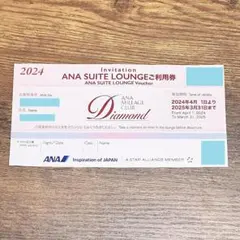 2024
Invitation
ANA SUITE LOUNGEご利用券
ANA SUITE LOUNGE Voucher
ANA
MILEAGE
CLUB
Diamond
2024年4月 1日より
2025年3月31日まで
From April 1, 2024
to March 31, 2025
ANA Inspiration of JAPAN
A STAR ALLIANCE MEMBER